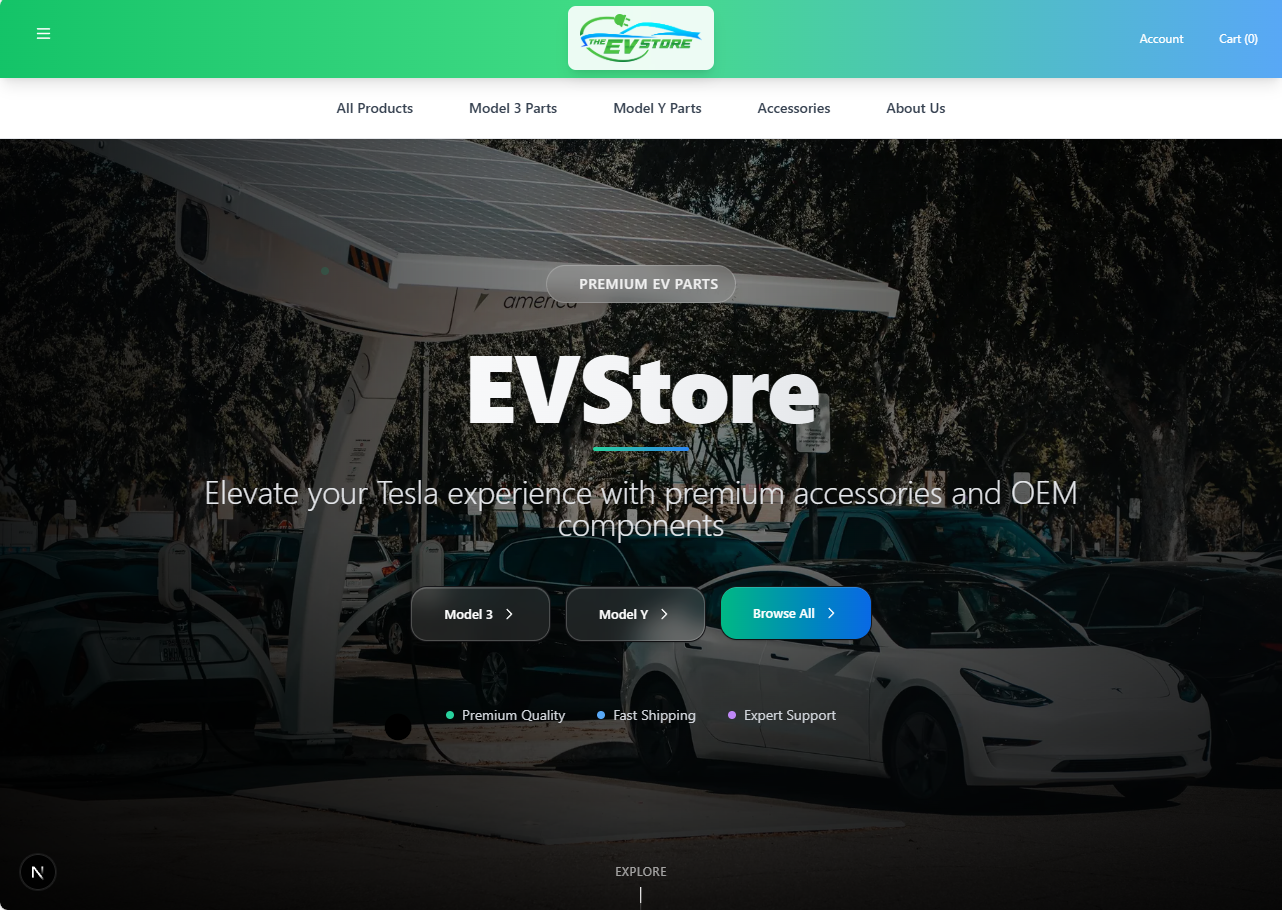 THE EVSTORE
Account
Cart (0)
All Products
Model 3 Parts
Model Y Parts
Accessories
About Us
PREMIUM EV PARTS
america
EVStore
Elevate your Tesla experience with premium accessories and OEM
components
Model 3
Model Y
Browse All
Premium Quality
Fast Shipping
Expert Support
EXPLORE
N